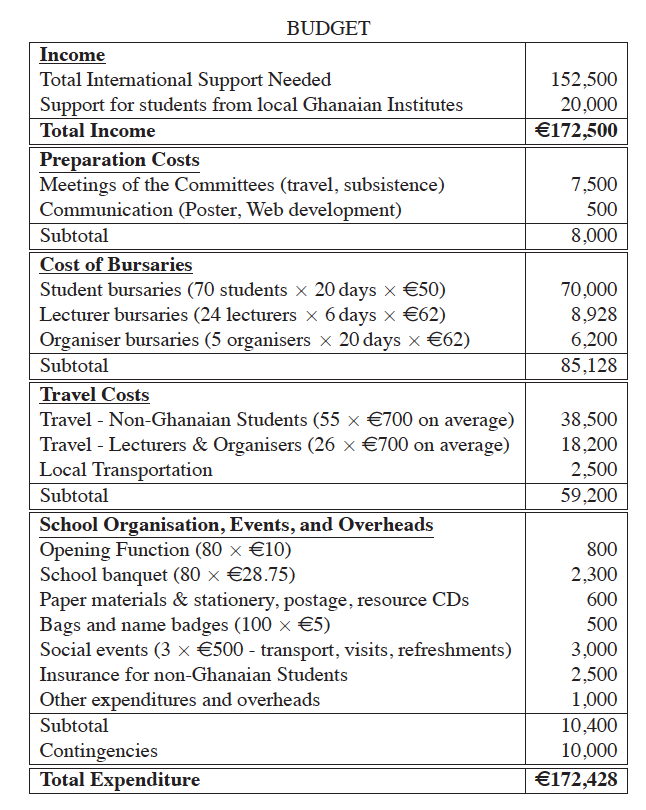 BUDGET
Income
Total International Support Needed 152,500
Support for students from local Ghanaian Institutes 20,000
Total Income €172,500
Preparation Costs
Meetings of the Committees (travel, subsistence) 7,500
Communication (Poster, Web development) 500
Subtotal 8,000
Cost of Bursaries
Student bursaries (70 students × 20 days × €50) 70,000
Lecturer bursaries (24 lecturers × 6 days × €62) 8,928
Organiser bursaries (5 organisers × 20 days × €62) 6,200
Subtotal 85,128
Travel Costs
Travel - Non-Ghanaian Students (55 × €700 on average) 38,500
Travel - Lecturers & Organisers (26 × €700 on average) 18,200
Local Transportation 2,500
Subtotal 59,200
School Organisation, Events, and Overheads
Opening Function (80 × €10) 800
School banquet (80 × €28.75) 2,300
Paper materials & stationery, postage, resource CDs 600
Bags and name badges (100 × €5) 500
Social events (3 × €500 - transport, visits, refreshments) 3,000
Insurance for non-Ghanaian Students 2,500
Other expenditures and overheads 1,000
Subtotal 10,400
Contingencies 10,000
Total Expenditure €172,428